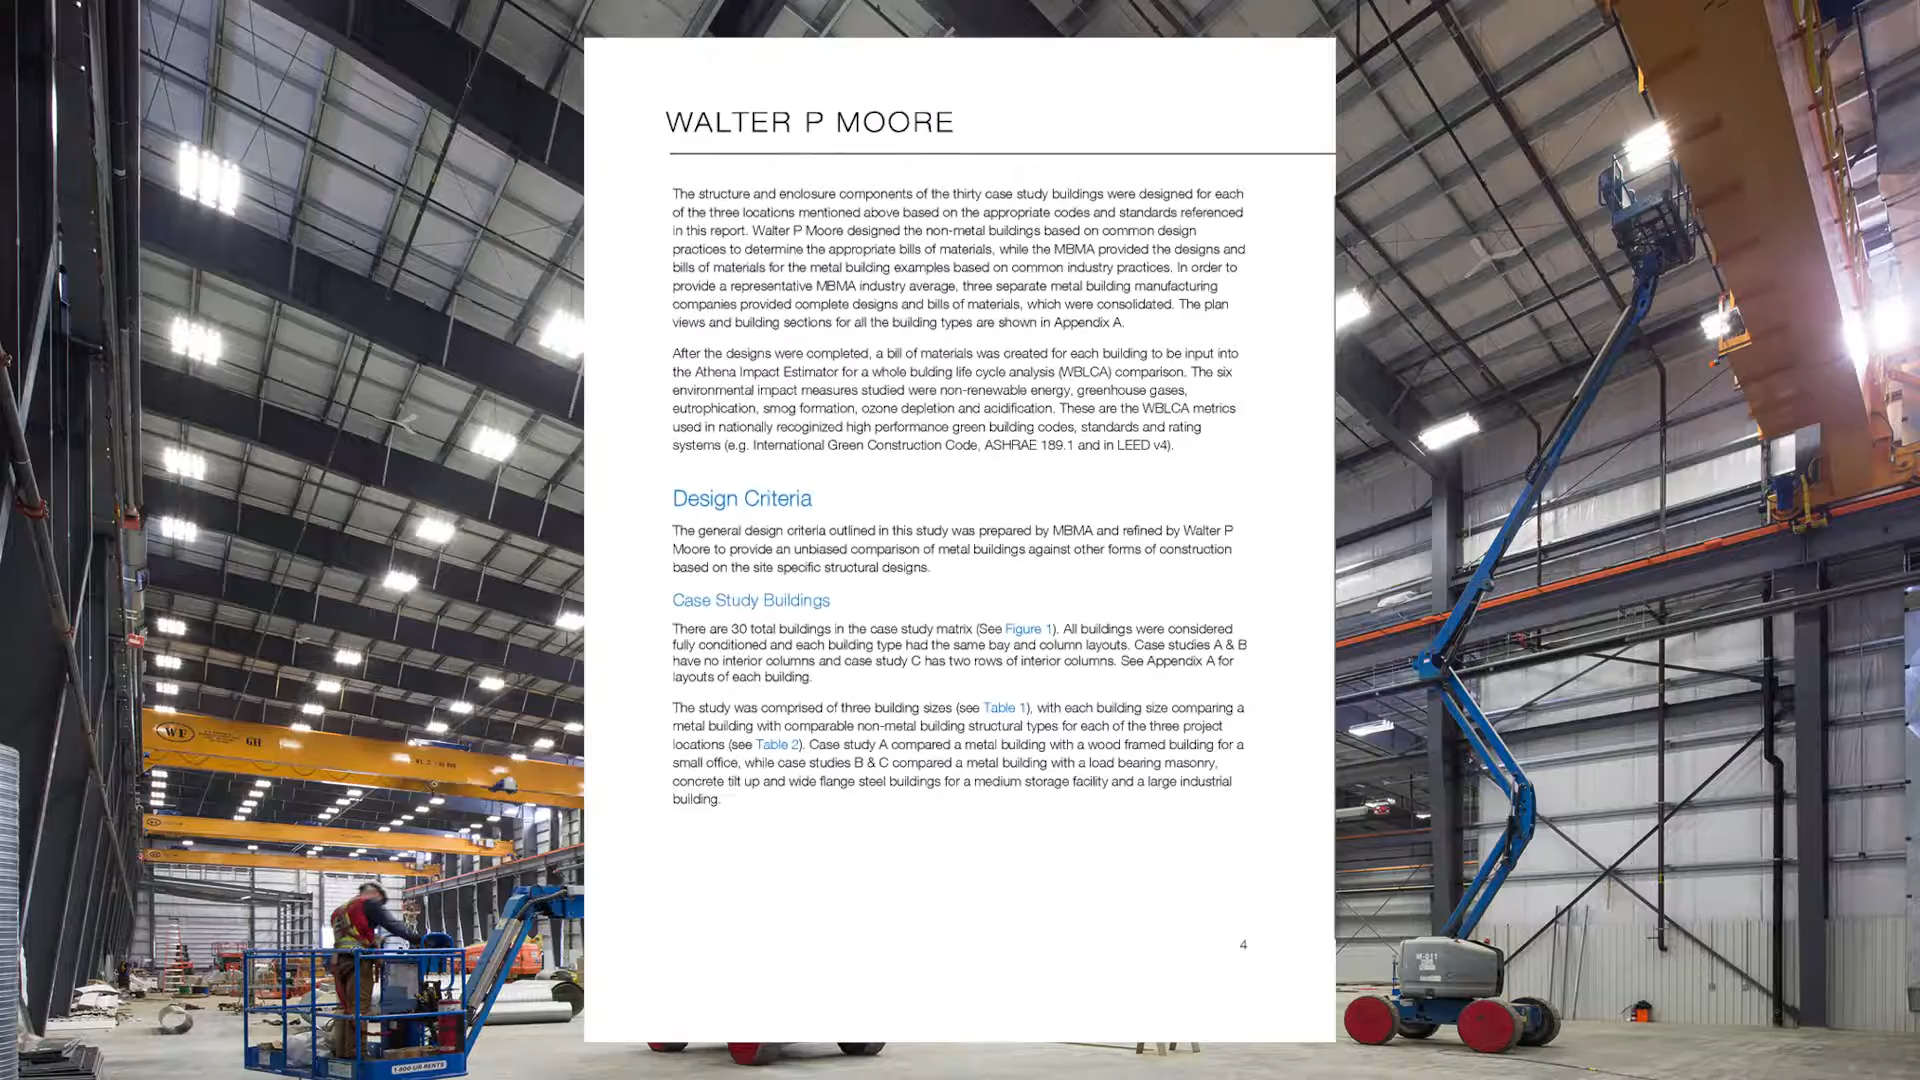 WALTER P MOORE
The structure and enclosure components of the thirty case study buildings were designed for each
of the three locations mentioned above based on the appropriate codes and standards referenced
in this report. Walter P Moore designed the non-metal buildings based on common design
practices to determine the appropriate bills of materials, while the MBMA provided the designs and
bills of materials for the metal building examples based on common industry practices. In order to
provide a representative MBMA industry average, three separate metal building manufacturing
companies provided complete designs and bills of materials, which were consolidated. The plan
views and building sections for all the building types are shown in Appendix A.
After the designs were completed, a bill of materials was created for each building to be input into
the Athena Impact Estimator for a whole bulding life cycle analysis (WBLCA) comparison. The six
environmental impact measures studied were non-renewable energy, greenhouse gases,
eutrophication, smog formation, ozone depletion and acidification. These are the WBLCA metrics
used in nationally recoginized high performance green building codes, standards and rating
systems (e.g. International Green Construction Code, ASHRAE 189.1 and in LEED v4).
Design Criteria
The general design criteria outlined in this study was prepared by MBMA and refined by Walter P
Moore to provide an unbiased comparison of metal buildings against other forms of construction
based on the site specific structural designs.
Case Study Buildings
There are 30 total buildings in the case study matrix (See Figure 1). All buildings were considered
fully conditioned and each building type had the same bay and column layouts. Case studies A & B
have no interior columns and case study C has two rows of interior columns. See Appendix A for
layouts of each building.
The study was comprised of three building sizes (see Table 1), with each building size comparing a
metal building with comparable non-metal building structural types for each of the three project
locations (see Table 2). Case study A compared a metal building with a wood framed building for a
small office, while case studies B & C compared a metal building with a load bearing masonry,
concrete tilt up and wide flange steel buildings for a medium storage facility and a large industrial
building.
4
WF
GH
1-800-UR-RENTS